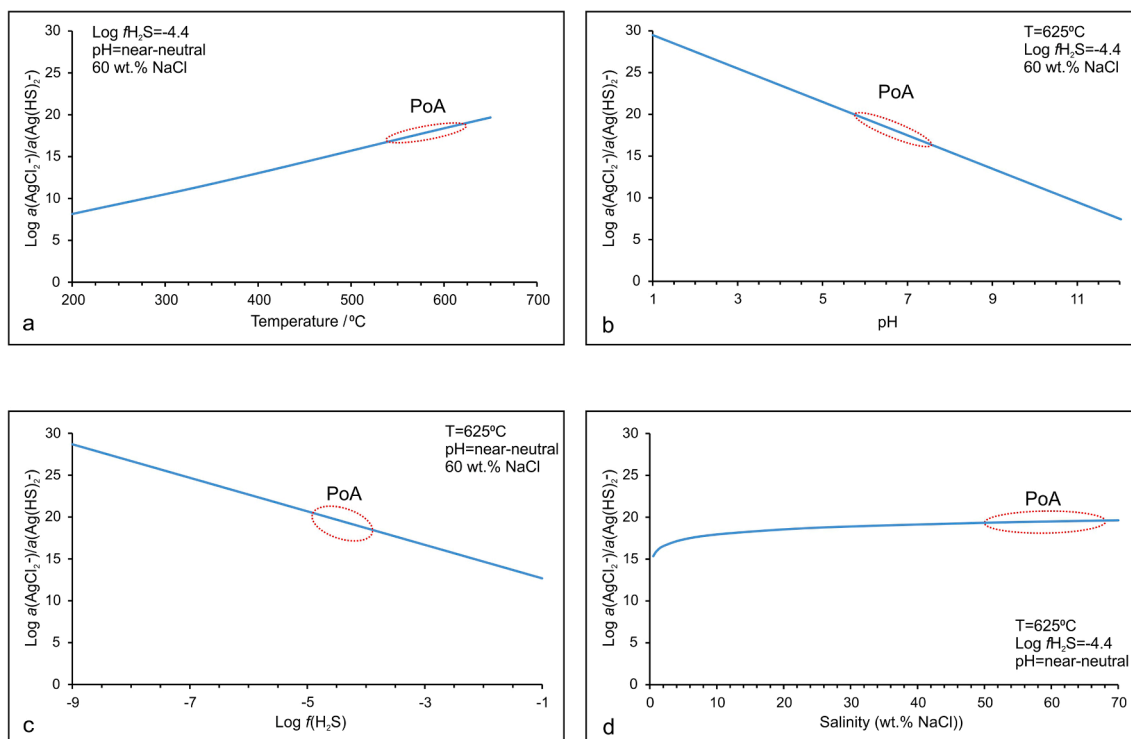 Log a(AgCl₂-)/a(Ag(HS)₂-)
30
25
20
15
10
5
0
Log fH₂S=-4.4
pH=near-neutral
60 wt.% NaCl
PoA
200 300 400 500 600 700
Temperature / ºC
a
Log a(AgCl₂-)/a(Ag(HS)₂-)
30
25
20
15
10
5
0
T=625ºC
Log fH₂S=-4.4
60 wt.% NaCl
PoA
1 3 5 7 9 11
pH
b
Log a(AgCl₂-)/a(Ag(HS)₂-)
30
25
20
15
10
5
0
T=625ºC
pH=near-neutral
60 wt.% NaCl
PoA
-9 -7 -5 -3 -1
Log f(H₂S)
c
Log a(AgCl₂-)/a(Ag(HS)₂-)
30
25
20
15
10
5
0
PoA
T=625ºC
Log fH₂S=-4.4
pH=near-neutral
0 10 20 30 40 50 60 70
Salinity (wt.% NaCl))
d